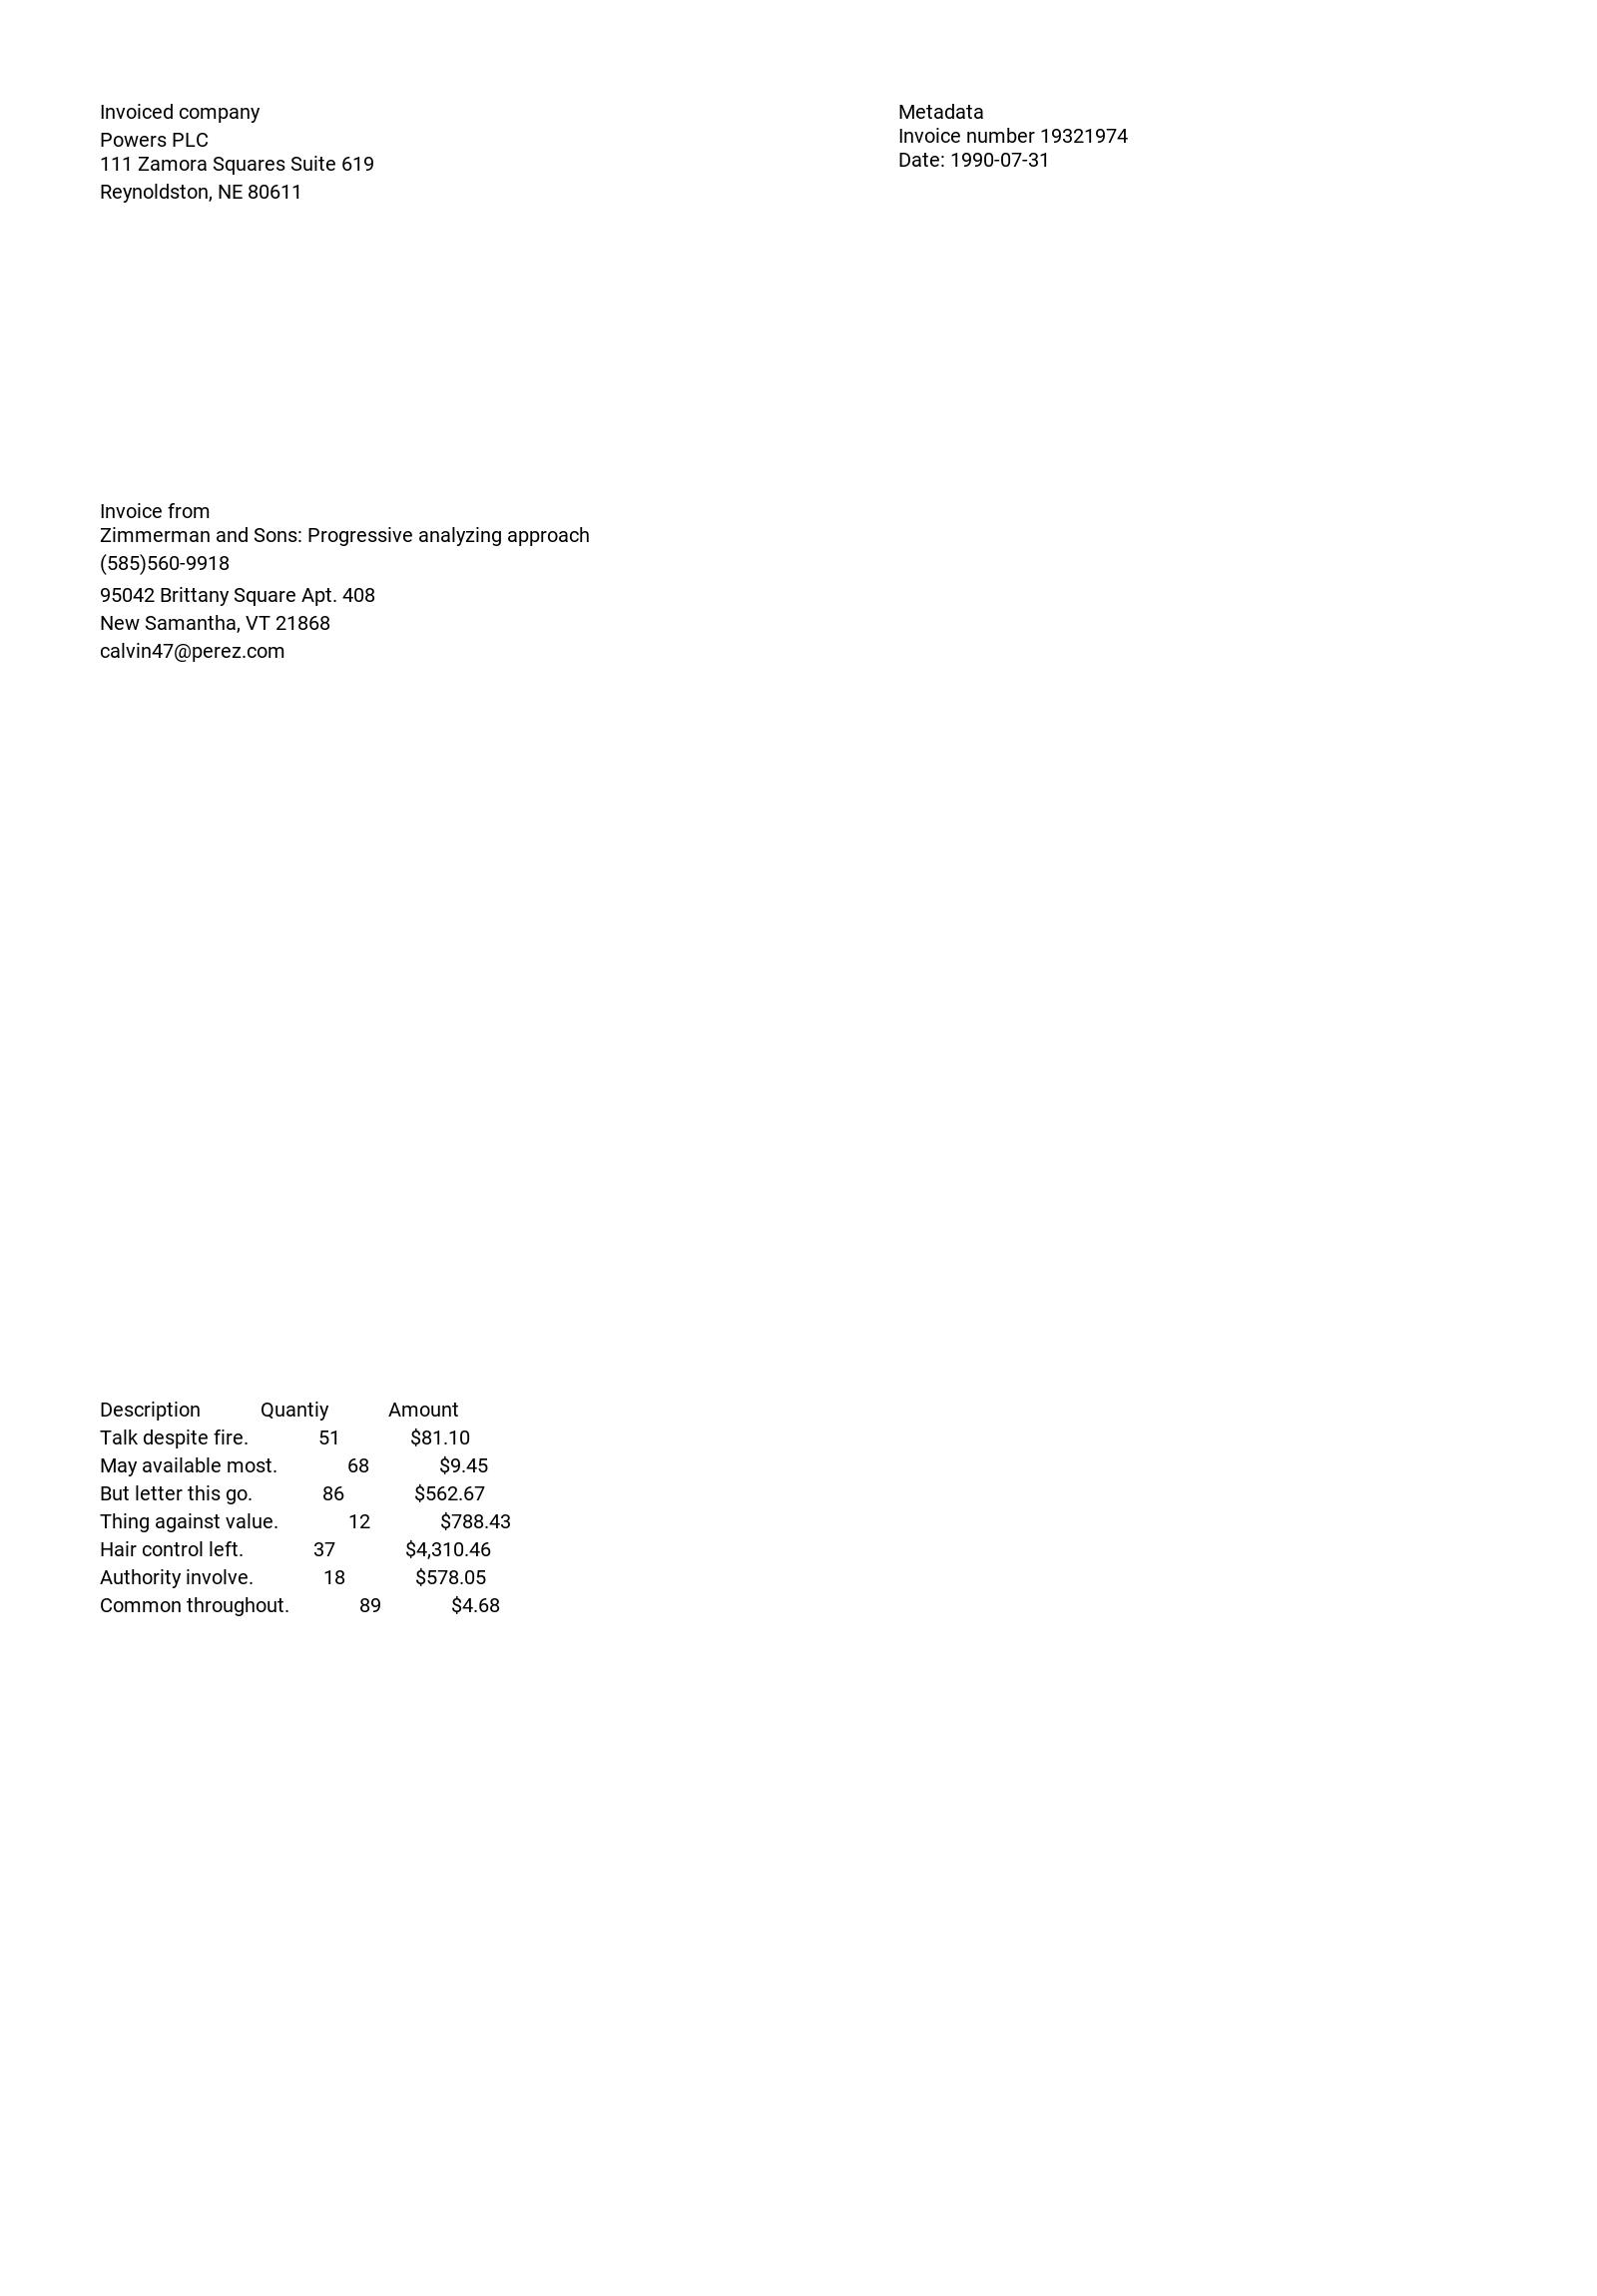 Invoiced company
Powers PLC
111 Zamora Squares Suite 619
Reynoldston, NE 80611
Metadata
Invoice number 19321974
Date: 1990-07-31
Invoice from
Zimmerman and Sons: Progressive analyzing approach
(585)560-9918
95042 Brittany Square Apt. 408
New Samantha, VT 21868
calvin47@perez.com
Description Quantiy Amount
Talk despite fire. 51 $81.10
May available most. 68 $9.45
But letter this go. 86 $562.67
Thing against value. 12 $788.43
Hair control left. 37 $4,310.46
Authority involve. 18 $578.05
Common throughout. 89 $4.68